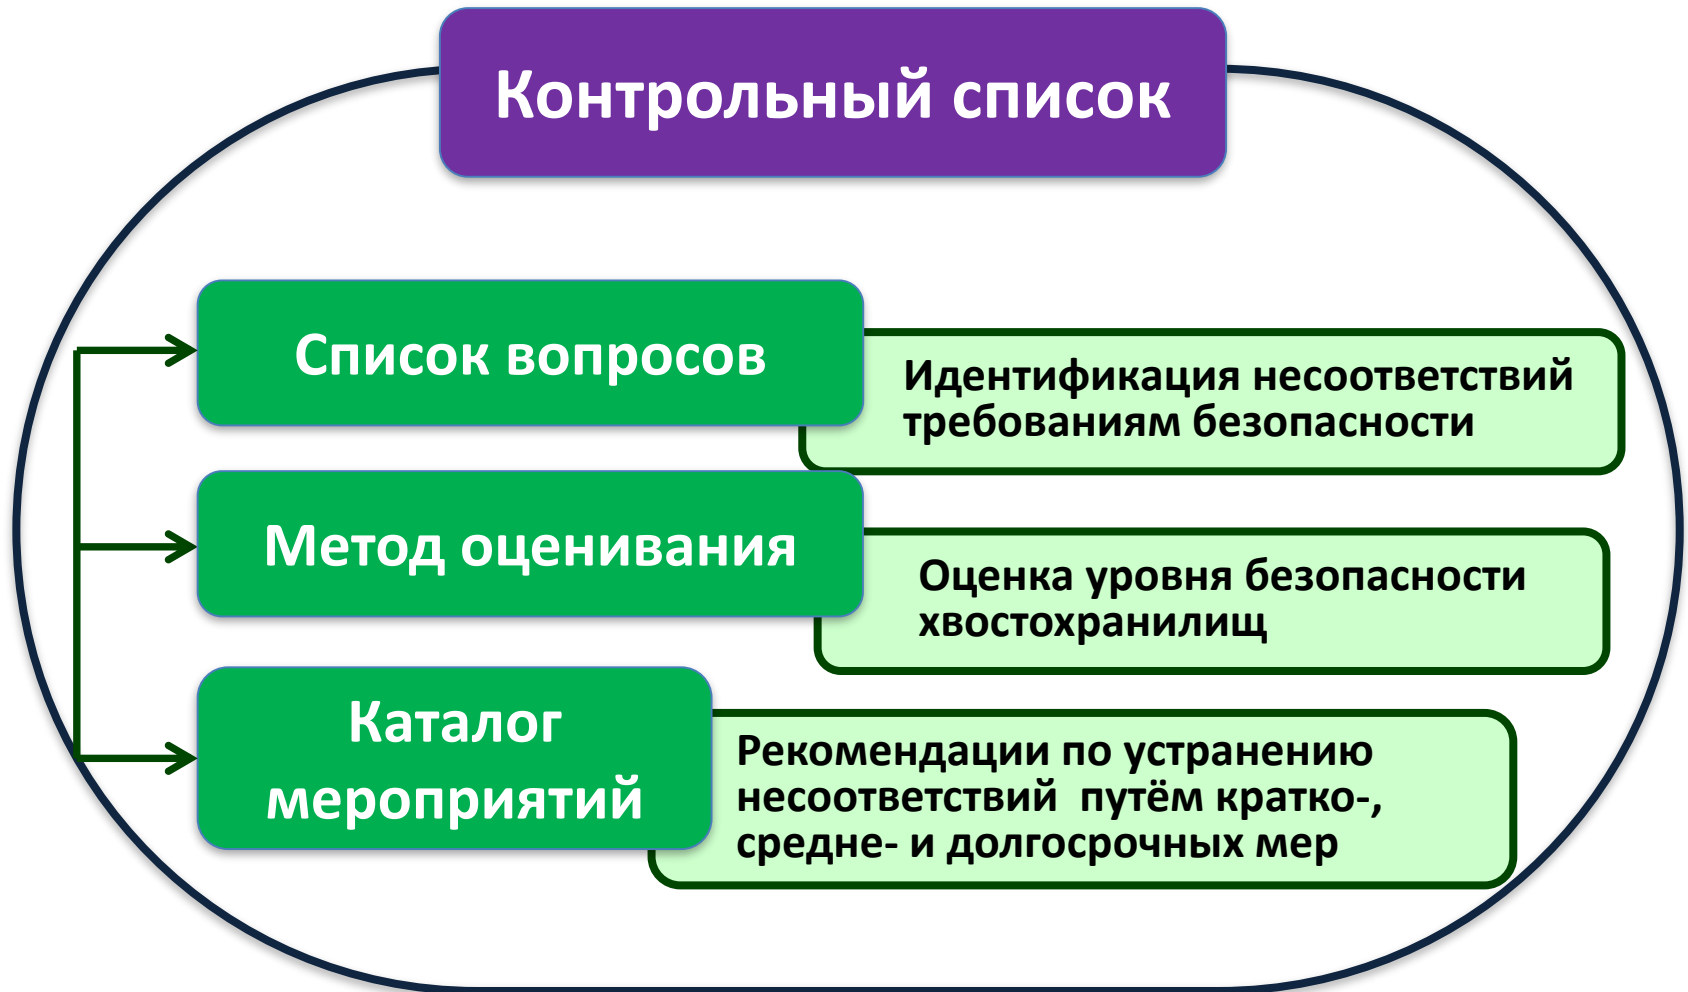 Контрольный список
Список вопросов
Идентификация несоответствий
требованиям безопасности
Метод оценивания
Оценка уровня безопасности
хвостохранилищ
Каталог
мероприятий
Рекомендации по устранению
несоответствий  путём кратко-,
средне- и долгосрочных мер